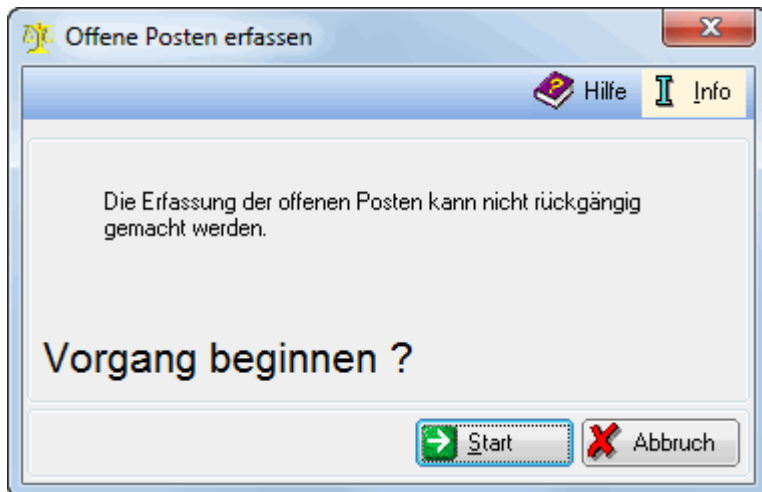 Offene Posten erfassen
Hilfe Info
Die Erfassung der offenen Posten kann nicht rückgängig
gemacht werden.
Vorgang beginnen ?
Start Abbruch